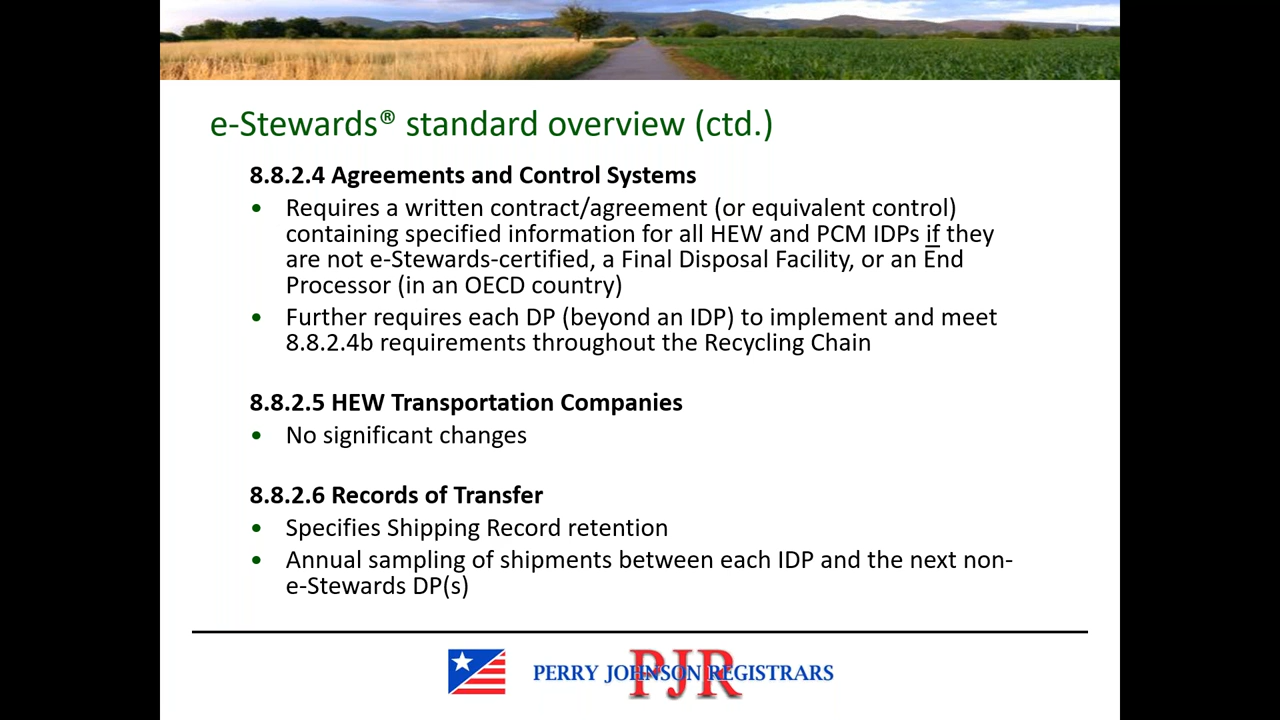 e-Stewards® standard overview (ctd.)
8.8.2.4 Agreements and Control Systems
• Requires a written contract/agreement (or equivalent control)
containing specified information for all HEW and PCM IDPs if they
are not e-Stewards-certified, a Final Disposal Facility, or an End
Processor (in an OECD country)
• Further requires each DP (beyond an IDP) to implement and meet
8.8.2.4b requirements throughout the Recycling Chain
8.8.2.5 HEW Transportation Companies
• No significant changes
8.8.2.6 Records of Transfer
• Specifies Shipping Record retention
• Annual sampling of shipments between each IDP and the next non-
e-Stewards DP(s)
PJR
PERRY JOHNSON REGISTRARS